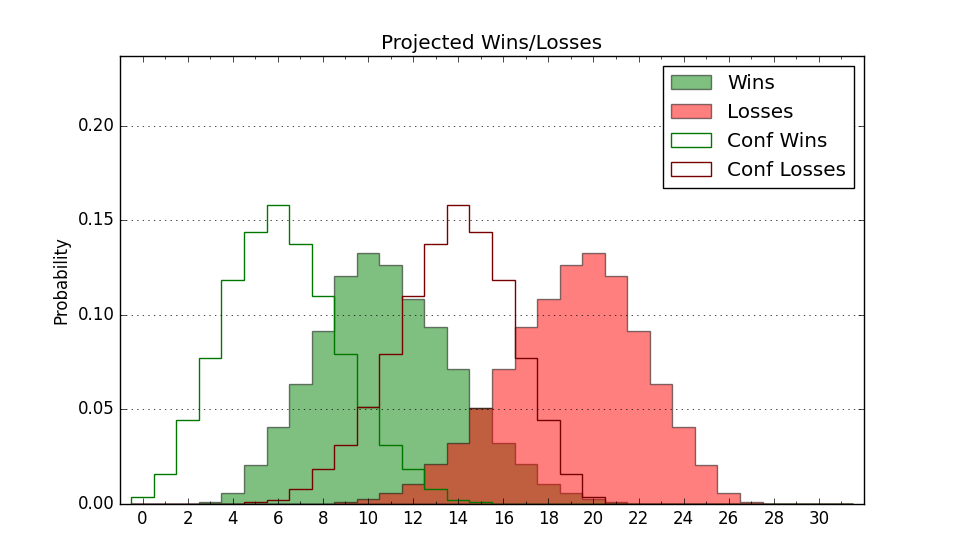 Projected Wins/Losses
Wins
Losses
Conf Wins
Conf Losses
Probability
0.20
0.15
0.10
0.05
0.00
0 2 4 6 8 10 12 14 16 18 20 22 24 26 28 30